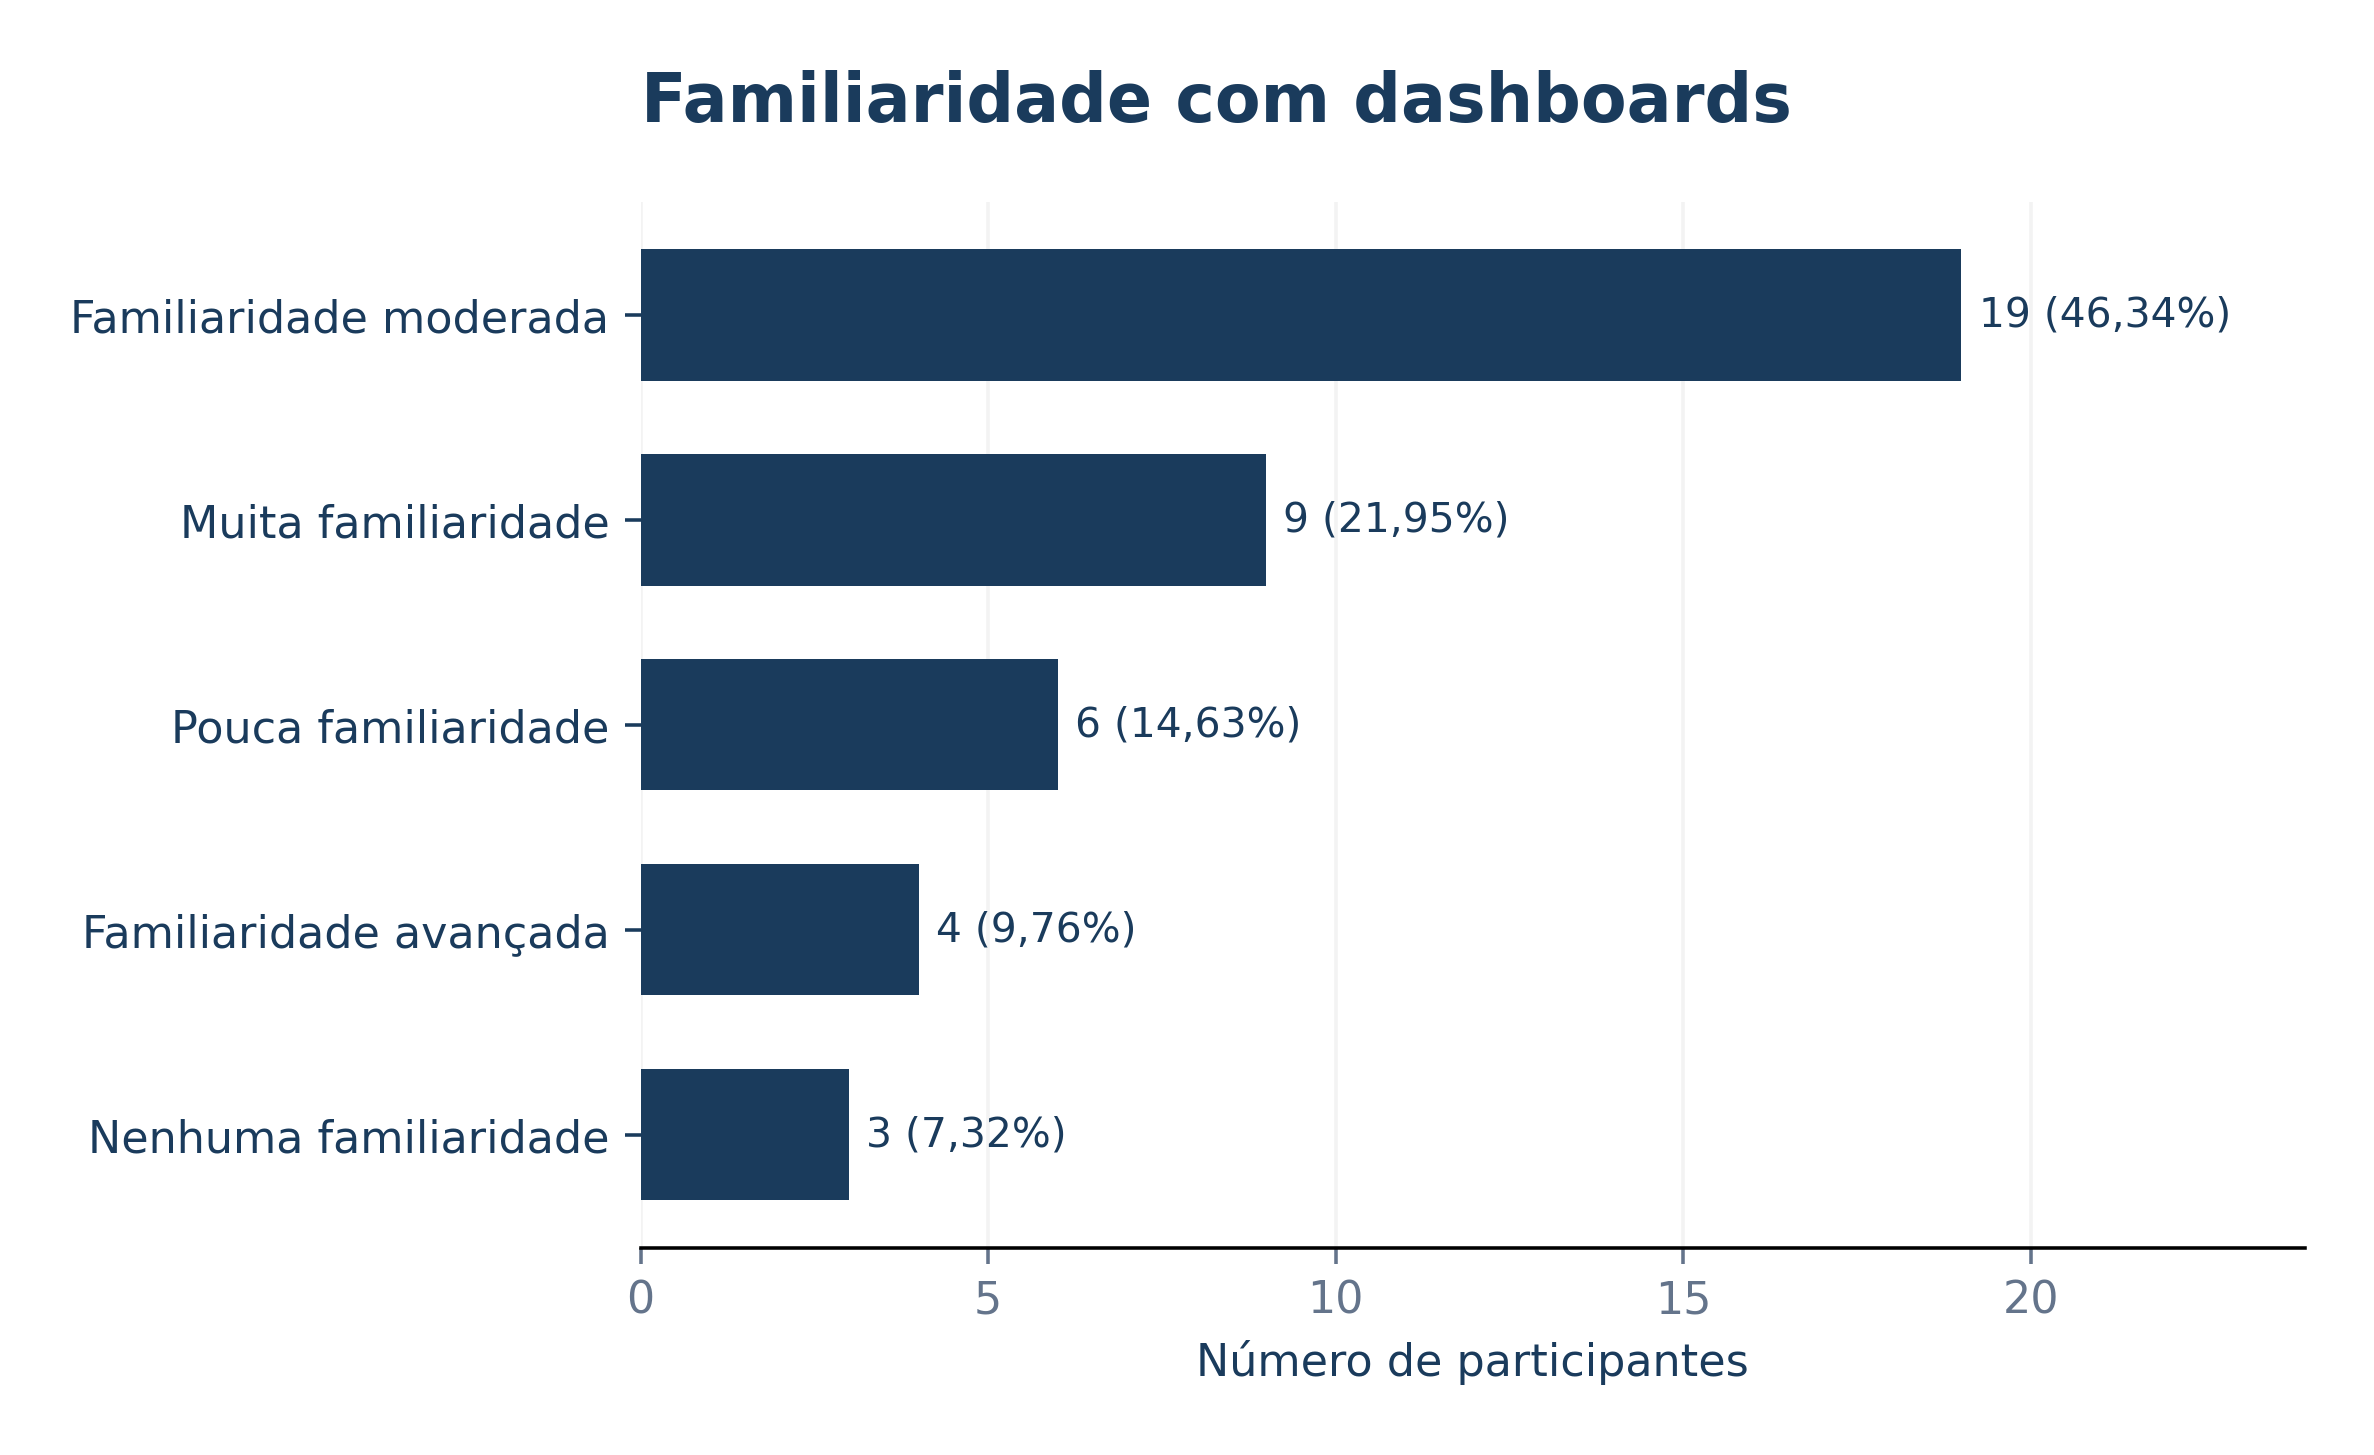 Familiaridade com dashboards
Familiaridade moderada
19 (46,34%)
Muita familiaridade
9 (21,95%)
Pouca familiaridade
6 (14,63%)
Familiaridade avançada
4 (9,76%)
Nenhuma familiaridade
3 (7,32%)
0 5 10 15 20
Número de participantes